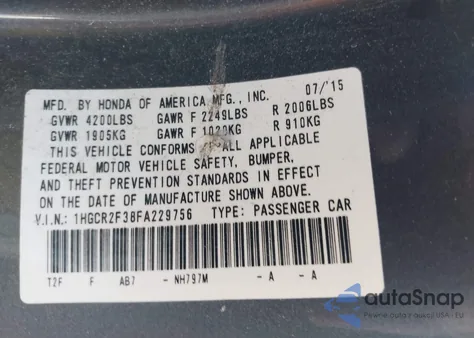 MFD. BY HONDA OF AMERICA MFG., INC. 07/'15
GVWR 4200LBS GAWR F 2249LBS R 2006LBS
GVWR 1905KG GAWR F 1020KG R 910KG
THIS VEHICLE CONFORMS ALL APPLICABLE
FEDERAL MOTOR VEHICLE SAFETY, BUMPER,
AND THEFT PREVENTION STANDARDS IN EFFECT
ON THE DATE OF MANUFACTURE SHOWN ABOVE.
V.I.N.: 1HGCR2F38FA229756 TYPE: PASSENGER CAR
T2F F AB7 - NH797M - A - A
autoSnap